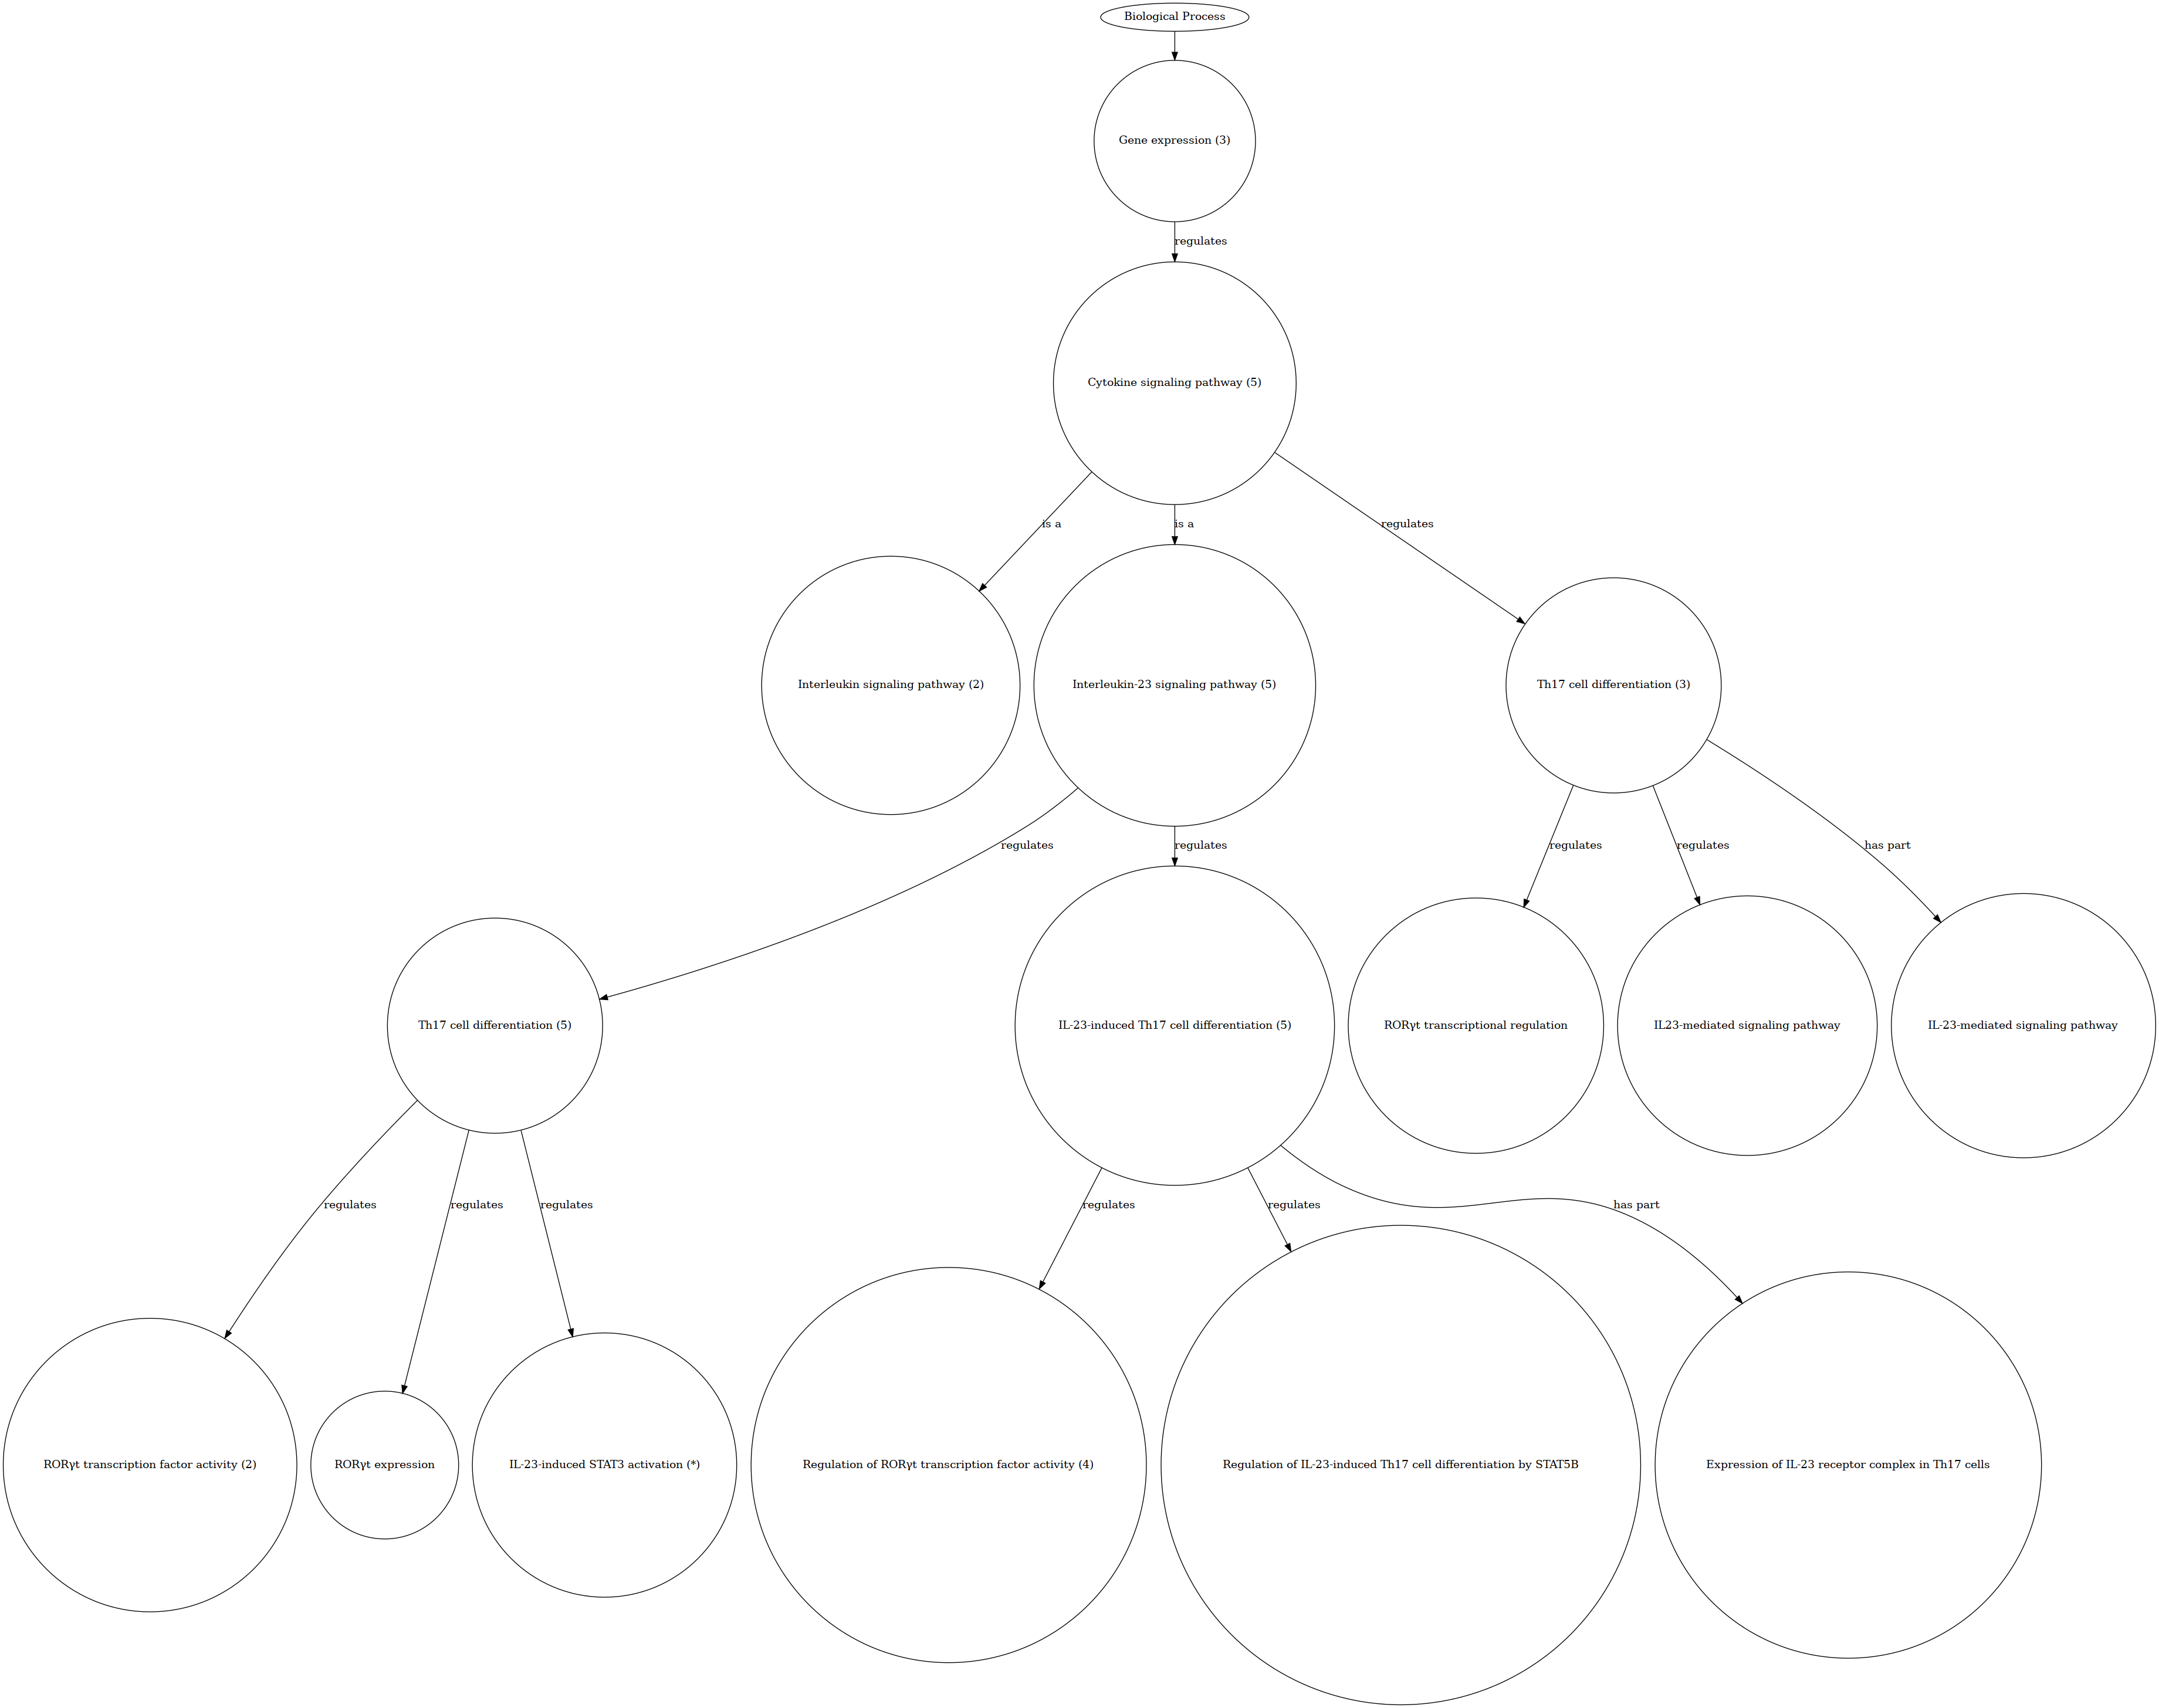 Biological Process
Gene expression (3)
regulates
Cytokine signaling pathway (5)
is a
is a
regulates
Interleukin signaling pathway (2)
Interleukin-23 signaling pathway (5)
Th17 cell differentiation (3)
regulates
regulates
regulates
regulates
has part
Th17 cell differentiation (5)
IL-23-induced Th17 cell differentiation (5)
RORγt transcriptional regulation
IL23-mediated signaling pathway
IL-23-mediated signaling pathway
regulates
regulates
regulates
regulates
regulates
has part
RORγt transcription factor activity (2)
RORγt expression
IL-23-induced STAT3 activation (*)
Regulation of RORγt transcription factor activity (4)
Regulation of IL-23-induced Th17 cell differentiation by STAT5B
Expression of IL-23 receptor complex in Th17 cells